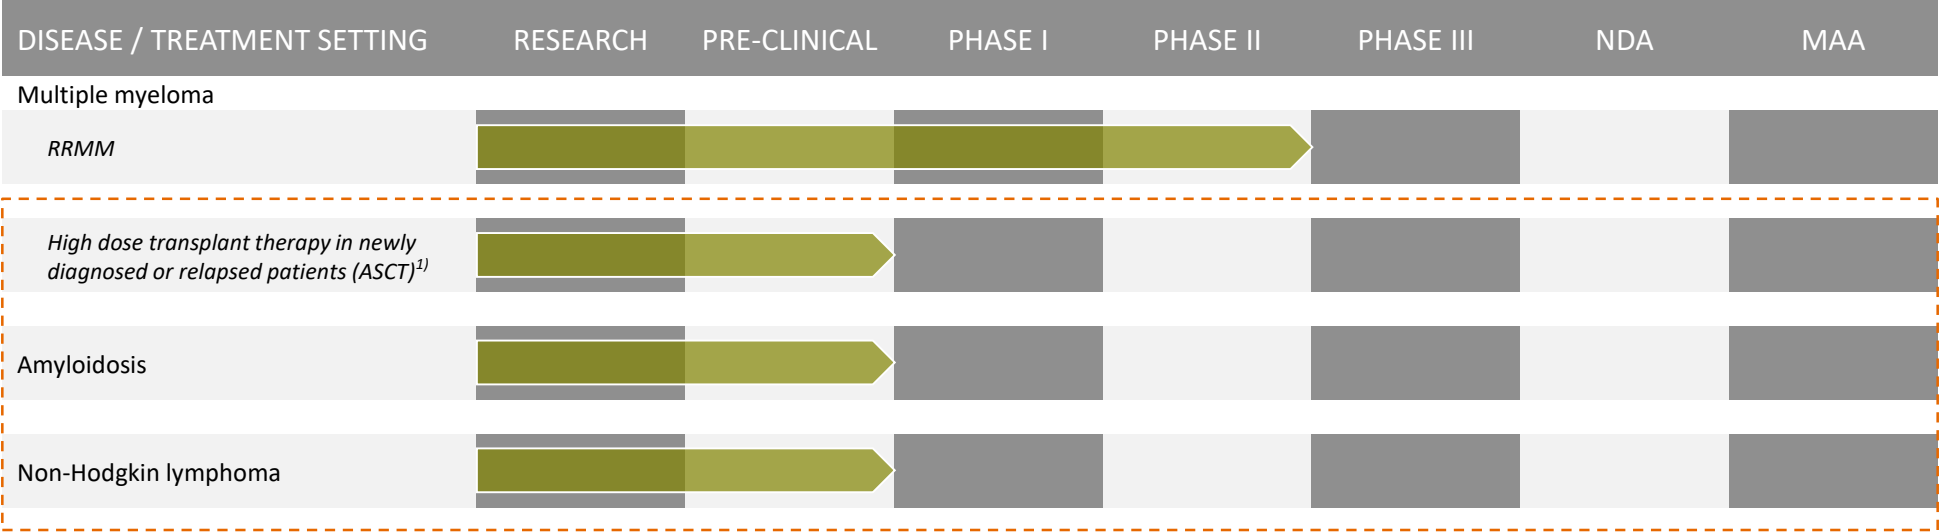 DISEASE / TREATMENT SETTING RESEARCH PRE-CLINICAL PHASE I PHASE II PHASE III NDA MAA
Multiple myeloma
RRMM
High dose transplant therapy in newly
diagnosed or relapsed patients (ASCT)1)
Amyloidosis
Non-Hodgkin lymphoma